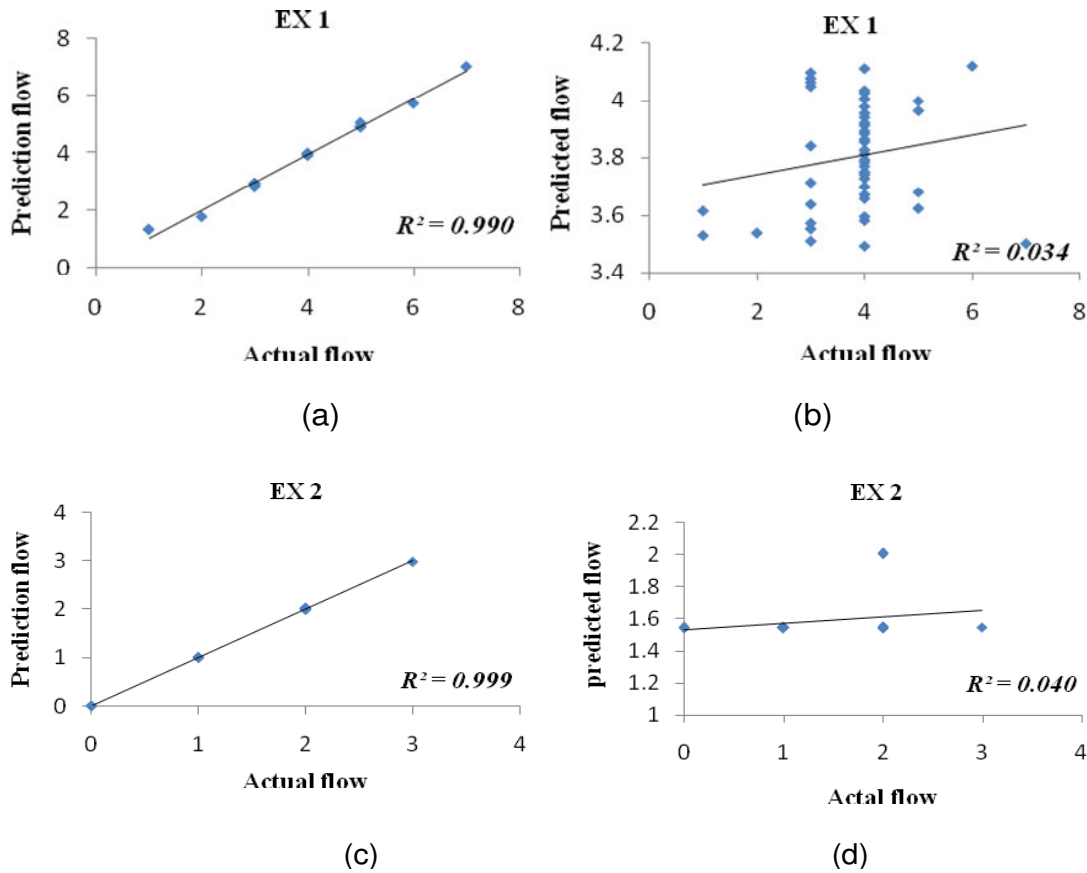 EX 1
Prediction flow
8
6
4
2
0
0 2 4 6 8
R² = 0.990
Actual flow
(a)
EX 1
Predicted flow
4.2
4
3.8
3.6
3.4
0 2 4 6 8
R² = 0.034
Actual flow
(b)
EX 2
Prediction flow
4
3
2
1
0
0 1 2 3 4
R² = 0.999
Actual flow
(c)
EX 2
predicted flow
2.2
2
1.8
1.6
1.4
1.2
1
0 1 2 3 4
R² = 0.040
Actal flow
(d)